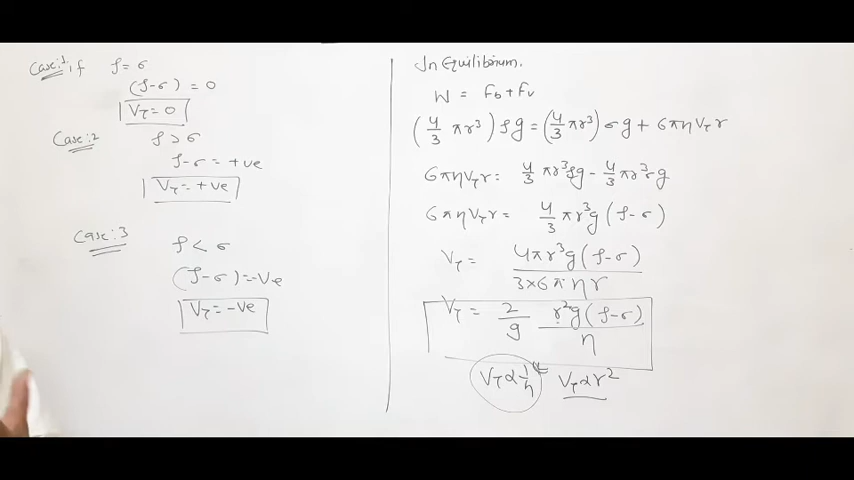 Case:1 if ρ = σ
(ρ-σ) = 0
V_T = 0
Case:2 ρ > σ
ρ-σ = +ve
V_T = +ve
Case:3
ρ < σ
(ρ-σ) = -ve
V_T = -ve
In Equilibrium.
W = Fb + Fv
(4/3 πr³) ρg = (4/3 πr³) σg + 6πηV_T r
6πηV_T r = 4/3 πr³ρg - 4/3 πr³σg
6πηV_T r = 4/3 πr³g (ρ-σ)
V_T = 4πr³g (ρ-σ) / 3×6πηr
V_T = 2/9 r²g (ρ-σ) / η
V_T ∝ 1/η V_T ∝ r²